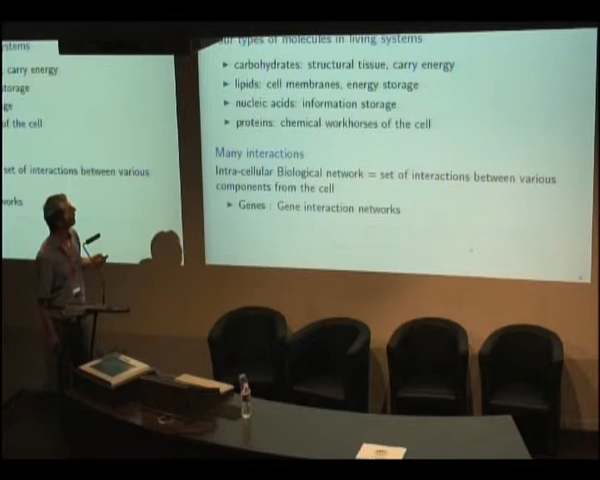 ystems
carry energy
storage
ge
of the cell
set of interactions between various
works
our types of molecules in living systems
▸ carbohydrates: structural tissue, carry energy
▸ lipids: cell membranes, energy storage
▸ nucleic acids: information storage
▸ proteins: chemical workhorses of the cell
Many interactions
Intra-cellular Biological network = set of interactions between various
components from the cell
▸ Genes : Gene interaction networks